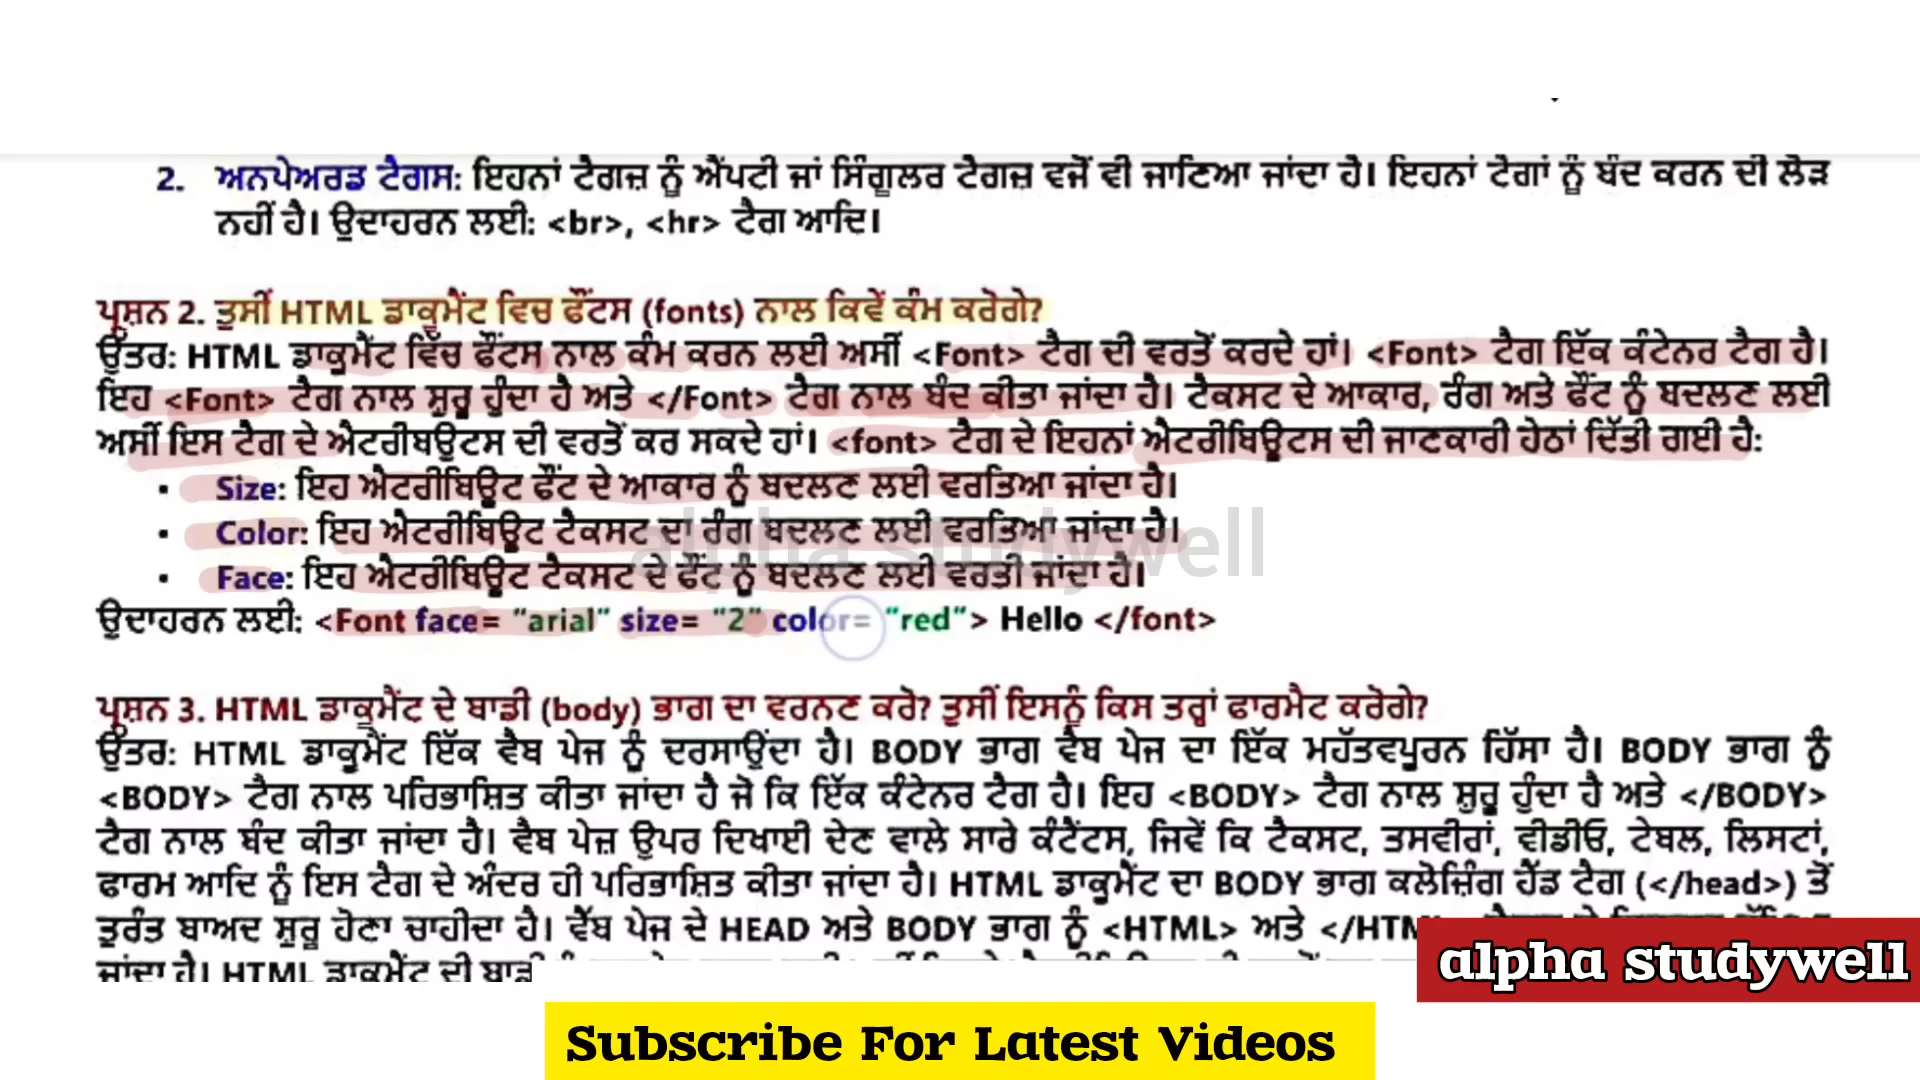 2. ਅਨਪੇਅਰਡ ਟੈਗਸ: ਇਹਨਾਂ ਟੈਗਜ਼ ਨੂੰ ਐਂਪਟੀ ਜਾਂ ਸਿੰਗੂਲਰ ਟੈਗਜ਼ ਵਜੋਂ ਵੀ ਜਾਣਿਆ ਜਾਂਦਾ ਹੈ। ਇਹਨਾਂ ਟੇਗਾਂ ਨੂੰ ਬੰਦ ਕਰਨ ਦੀ ਲੋੜ
ਨਹੀਂ ਹੈ। ਉਦਾਹਰਨ ਲਈ: <br>, <hr> ਟੈਗ ਆਦਿ।
ਪ੍ਰਸ਼ਨ 2. ਤੁਸੀਂ HTML ਡਾਕੂਮੈਂਟ ਵਿਚ ਫੌਂਟਸ (fonts) ਨਾਲ ਕਿਵੇਂ ਕੰਮ ਕਰੋਗੇ?
ਉੱਤਰ: HTML ਡਾਕੂਮੈਂਟ ਵਿੱਚ ਫੌਂਟਸ ਨਾਲ ਕੰਮ ਕਰਨ ਲਈ ਅਸੀਂ <Font> ਟੈਗ ਦੀ ਵਰਤੋਂ ਕਰਦੇ ਹਾਂ। <Font> ਟੈਗ ਇੱਕ ਕੰਟੇਨਰ ਟੈਗ ਹੈ।
ਇਹ <Font> ਟੈਗ ਨਾਲ ਸ਼ੁਰੂ ਹੁੰਦਾ ਹੈ ਅਤੇ </Font> ਟੈਗ ਨਾਲ ਬੰਦ ਕੀਤਾ ਜਾਂਦਾ ਹੈ। ਟੈਕਸਟ ਦੇ ਆਕਾਰ, ਰੰਗ ਅਤੇ ਫੌਂਟ ਨੂੰ ਬਦਲਣ ਲਈ
ਅਸੀਂ ਇਸ ਟੈਗ ਦੇ ਐਟਰੀਬਊਟਸ ਦੀ ਵਰਤੋਂ ਕਰ ਸਕਦੇ ਹਾਂ। <font> ਟੈਗ ਦੇ ਇਹਨਾਂ ਐਟਰੀਬਿਊਟਸ ਦੀ ਜਾਣਕਾਰੀ ਹੇਠਾਂ ਦਿੱਤੀ ਗਈ ਹੈ:
• Size: ਇਹ ਐਟਰੀਬਿਊਟ ਫੌਂਟ ਦੇ ਆਕਾਰ ਨੂੰ ਬਦਲਣ ਲਈ ਵਰਤਿਆ ਜਾਂਦਾ ਹੈ।
• Color: ਇਹ ਐਟਰੀਬਿਊਟ ਟੈਕਸਟ ਦਾ ਰੰਗ ਬਦਲਣ ਲਈ ਵਰਤਿਆ ਜਾਂਦਾ ਹੈ।
alpha studywell
• Face: ਇਹ ਐਟਰੀਬਿਊਟ ਟੈਕਸਟ ਦੇ ਫੌਂਟ ਨੂੰ ਬਦਲਣ ਲਈ ਵਰਤੀ ਜਾਂਦਾ ਹੈ।
ਉਦਾਹਰਨ ਲਈ: <Font face= "arial" size= "2" color= "red"> Hello </font>
ਪ੍ਰਸ਼ਨ 3. HTML ਡਾਕੂਮੈਂਟ ਦੇ ਬਾਡੀ (body) ਭਾਗ ਦਾ ਵਰਨਣ ਕਰੋ? ਤੁਸੀਂ ਇਸਨੂੰ ਕਿਸ ਤਰ੍ਹਾਂ ਫਾਰਮੈਟ ਕਰੋਗੇ?
ਉੱਤਰ: HTML ਡਾਕੂਮੈਂਟ ਇੱਕ ਵੈਬ ਪੇਜ ਨੂੰ ਦਰਸਾਉਂਦਾ ਹੈ। BODY ਭਾਗ ਵੈਬ ਪੇਜ ਦਾ ਇੱਕ ਮਹੱਤਵਪੂਰਨ ਹਿੱਸਾ ਹੈ। BODY ਭਾਗ ਨੂੰ
<BODY> ਟੈਗ ਨਾਲ ਪਰਿਭਾਸ਼ਿਤ ਕੀਤਾ ਜਾਂਦਾ ਹੈ ਜੋ ਕਿ ਇੱਕ ਕੰਟੇਨਰ ਟੈਗ ਹੈ। ਇਹ <BODY> ਟੈਗ ਨਾਲ ਸ਼ੁਰੂ ਹੁੰਦਾ ਹੈ ਅਤੇ </BODY>
ਟੈਗ ਨਾਲ ਬੰਦ ਕੀਤਾ ਜਾਂਦਾ ਹੈ। ਵੈਬ ਪੇਜ਼ ਉਪਰ ਦਿਖਾਈ ਦੇਣ ਵਾਲੇ ਸਾਰੇ ਕੰਟੈਂਟਸ, ਜਿਵੇਂ ਕਿ ਟੈਕਸਟ, ਤਸਵੀਰਾਂ, ਵੀਡੀਓ, ਟੇਬਲ, ਲਿਸਟਾਂ,
ਫਾਰਮ ਆਦਿ ਨੂੰ ਇਸ ਟੈਗ ਦੇ ਅੰਦਰ ਹੀ ਪਰਿਭਾਸ਼ਿਤ ਕੀਤਾ ਜਾਂਦਾ ਹੈ। HTML ਡਾਕੂਮੈਂਟ ਦਾ BODY ਭਾਗ ਕਲੋਜ਼ਿੰਗ ਹੈੱਡ ਟੈਗ (</head>) ਤੋਂ
ਤੁਰੰਤ ਬਾਅਦ ਸ਼ੁਰੂ ਹੋਣਾ ਚਾਹੀਦਾ ਹੈ। ਵੈੱਬ ਪੇਜ ਦੇ HEAD ਅਤੇ BODY ਭਾਗ ਨੂੰ <HTML> ਅਤੇ </HTM
ਜਾਂਦਾ ਹੈ। HTML ਡਾਕੂਮੈਂਟ ਦੀ ਬਾਡੀ
alpha studywell
Subscribe For Latest Videos